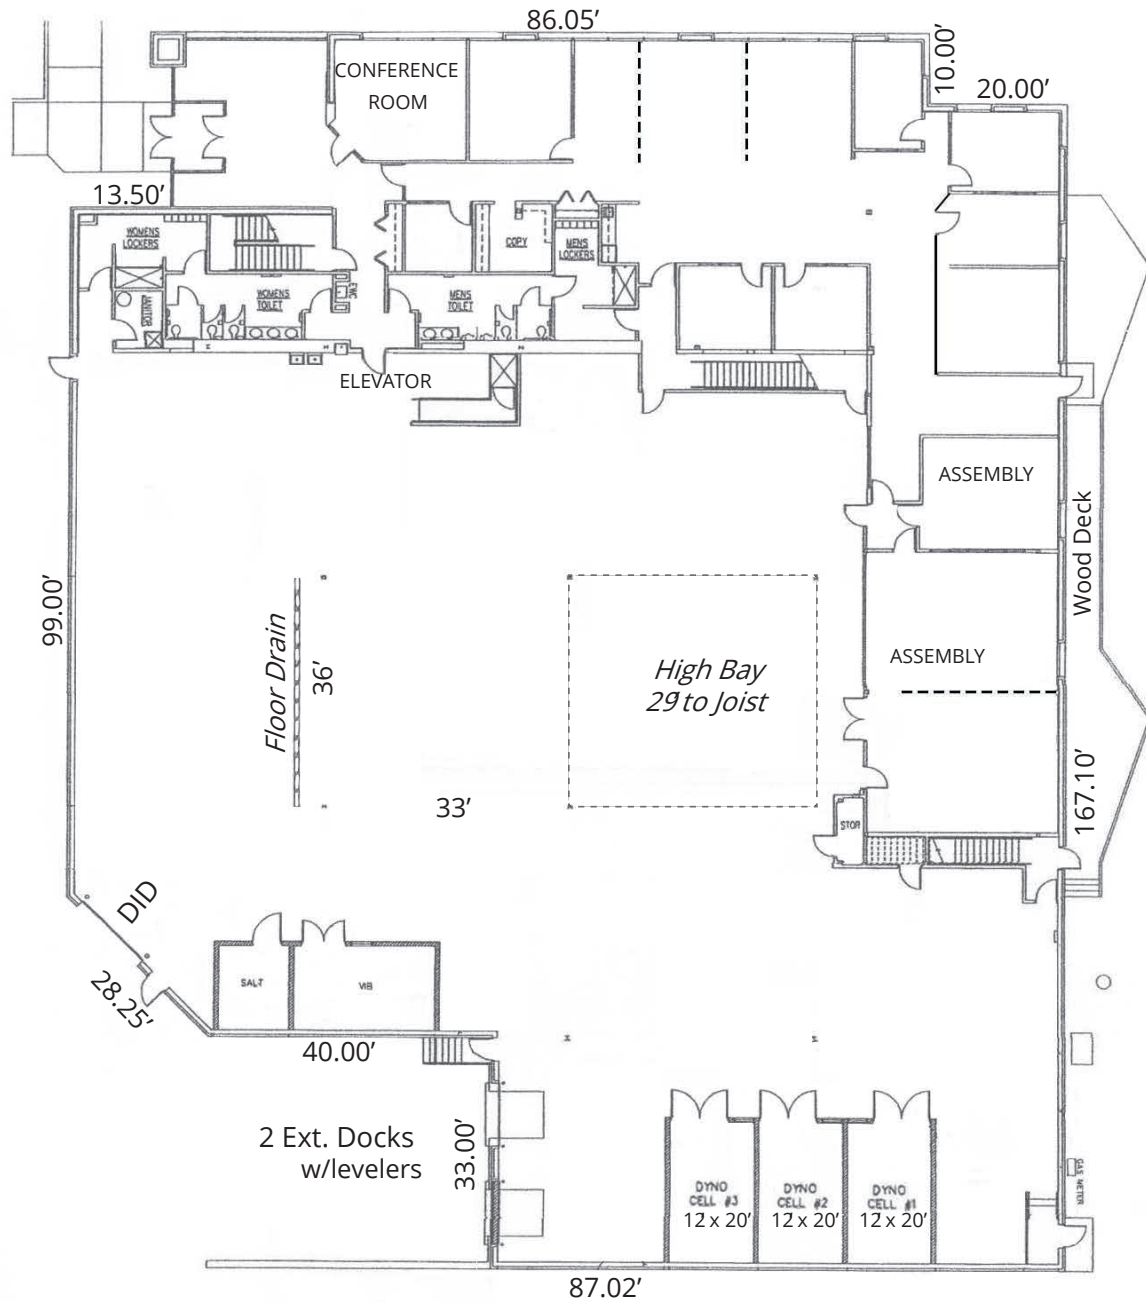 86.05’
10.00’
20.00’
CONFERENCE
ROOM
13.50’
WOMENS
LOCKERS
COPY
MENS
LOCKERS
JANITOR
WOMENS
TOILET
MENS
TOILET
ELEVATOR
ASSEMBLY
Wood Deck
99.00’
Floor Drain
36’
High Bay
29’ to Joist
ASSEMBLY
33’
167.10’
STOR
DID
28.25’
SALT
VIB
40.00’
2 Ext. Docks
w/levelers
33.00’
DYNO
CELL #3
12’ x 20’
DYNO
CELL #2
12’ x 20’
DYNO
CELL #1
12’ x 20’
GAS METER
87.02’